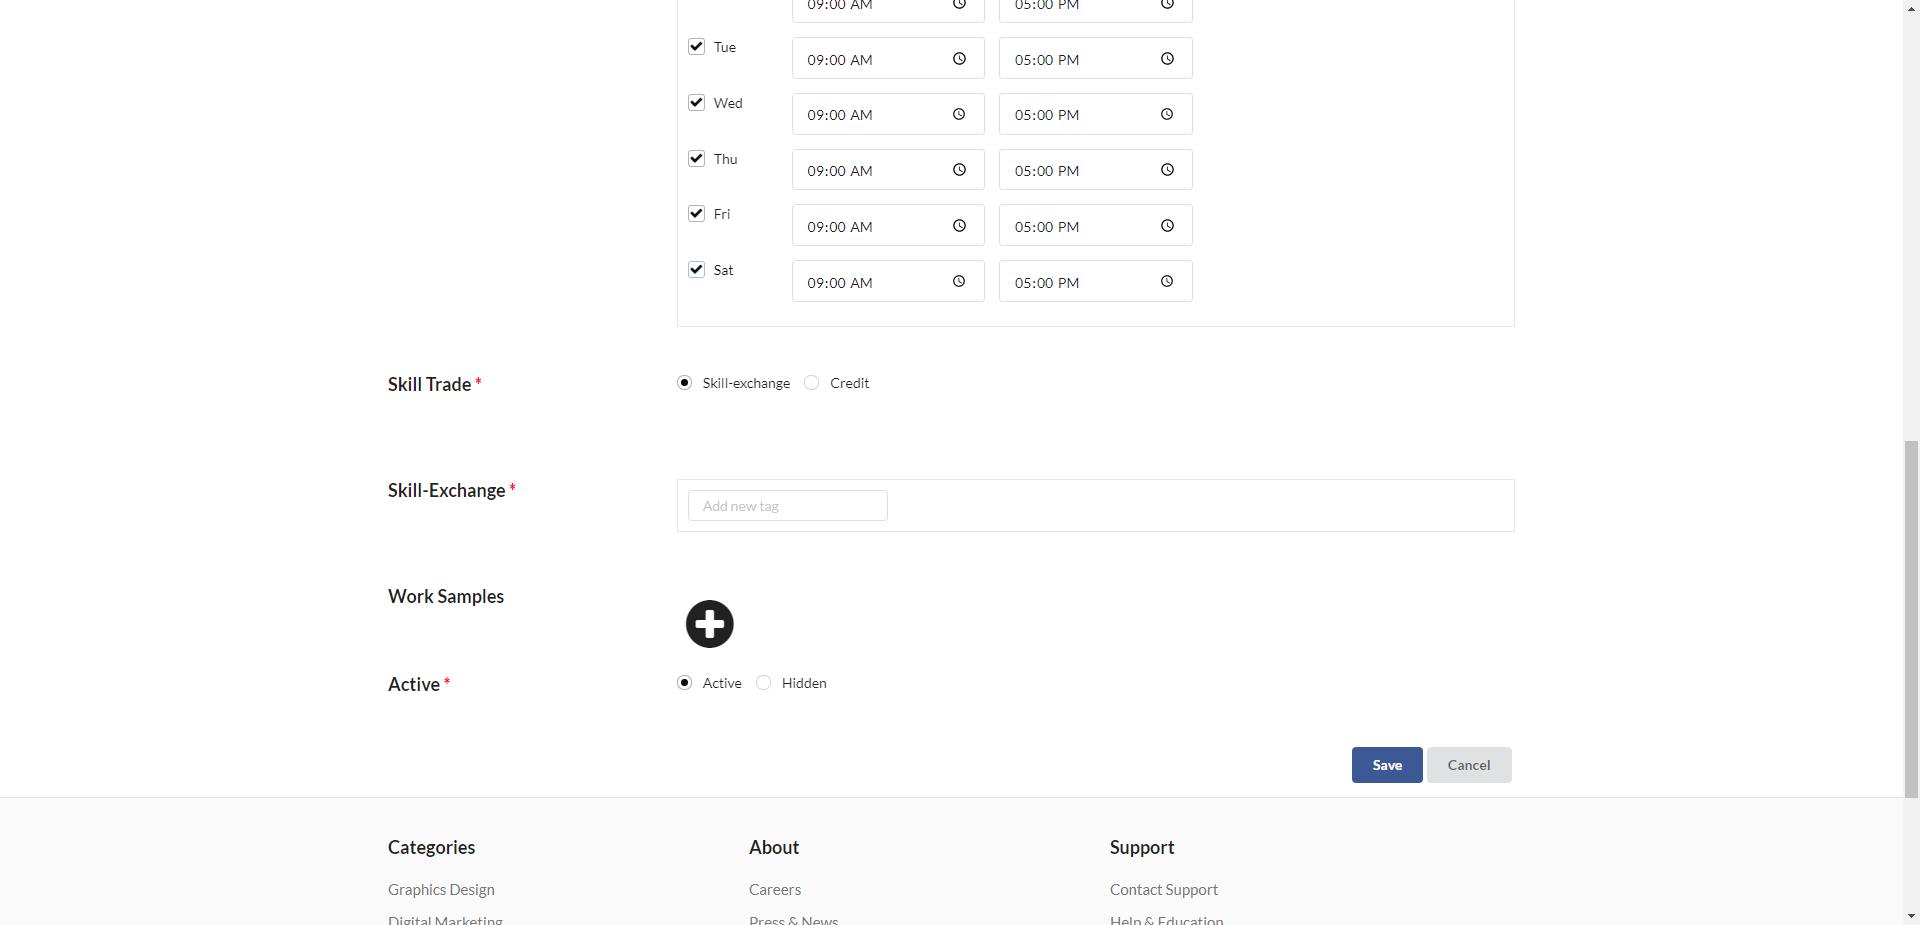 09:00 AM 05:00 PM
Tue 09:00 AM 05:00 PM
Wed 09:00 AM 05:00 PM
Thu 09:00 AM 05:00 PM
Fri 09:00 AM 05:00 PM
Sat 09:00 AM 05:00 PM
Skill Trade * Skill-exchange Credit
Skill-Exchange * Add new tag
Work Samples
Active * Active Hidden
Save Cancel
Categories About Support
Graphics Design Careers Contact Support
Digital Marketing Press & News Help & Education